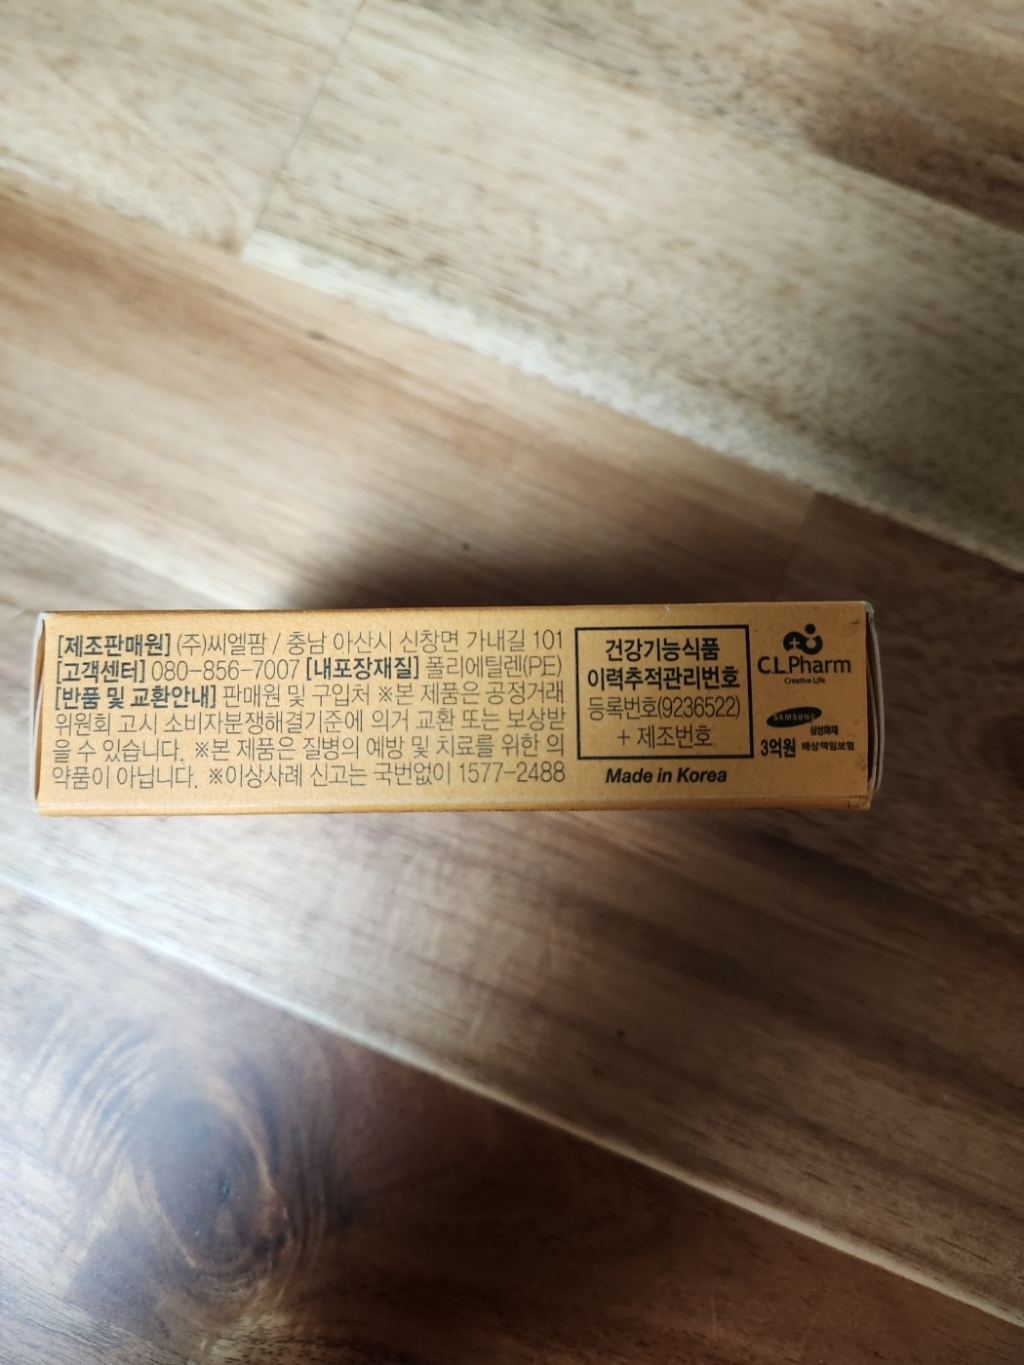 [제조판매원] (주)씨엘팜 / 충남 아산시 신창면 가내길 101
[고객센터] 080-856-7007 [내포장재질] 폴리에틸렌(PE)
[반품 및 교환안내] 판매원 및 구입처 ※본 제품은 공정거래
위원회 고시 소비자분쟁해결기준에 의거 교환 또는 보상받
을 수 있습니다. ※본 제품은 질병의 예방 및 치료를 위한 의
약품이 아닙니다. ※이상사례 신고는 국번없이 1577-2488
건강기능식품
이력추적관리번호
등록번호(9236522)
+ 제조번호
Made in Korea
C.L.Pharm
Creative Life
SAMSUNG
삼성화재
3억원 배상책임보험